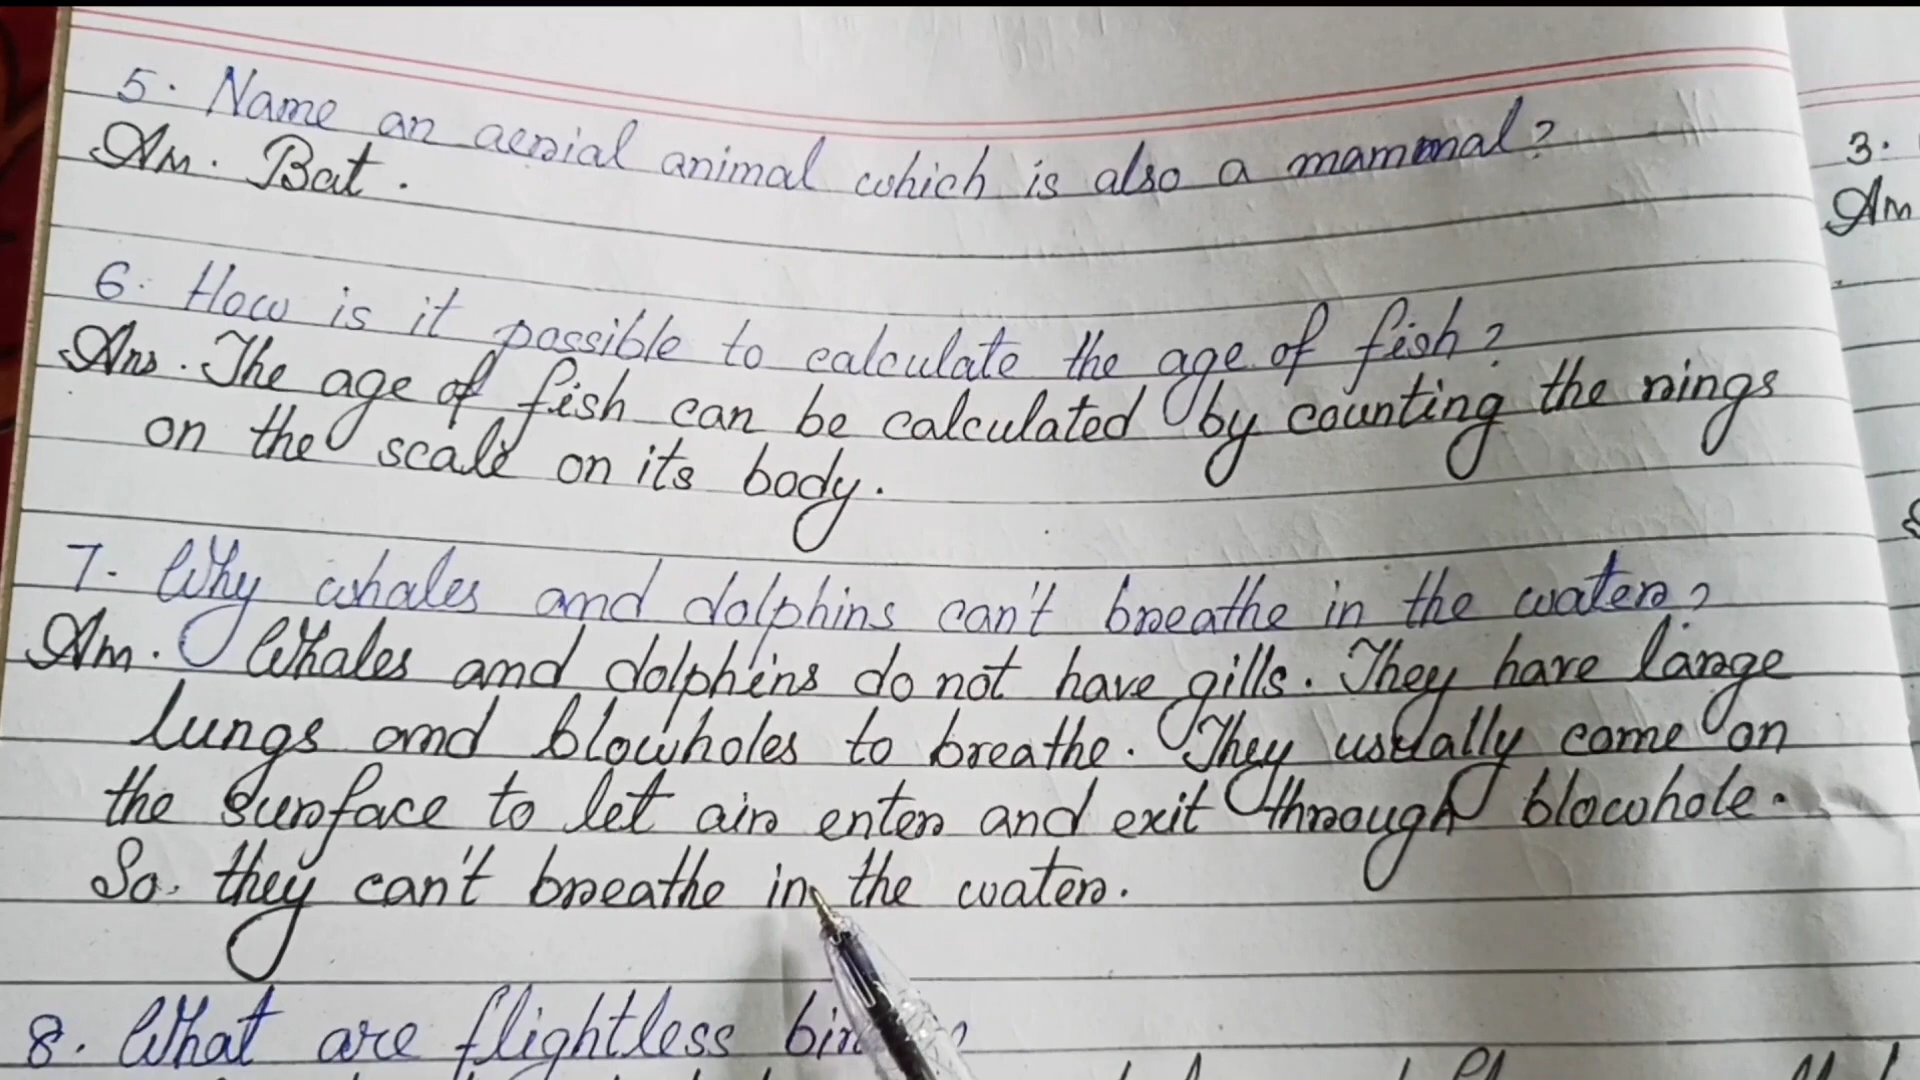 5. Name an aerial animal which is also a mammal?
Ans. Bat.
6. How is it possible to calculate the age of fish?
Ans. The age of fish can be calculated by counting the rings
on the scale on its body.
7. Why whales and dolphins can't breathe in the water?
Ans. Whales and dolphins do not have gills. They have large
lungs and blowholes to breathe. They usually come on
the surface to let air enter and exit through blowhole.
So, they can't breathe in the water.
8. What are flightless
3.
Ans